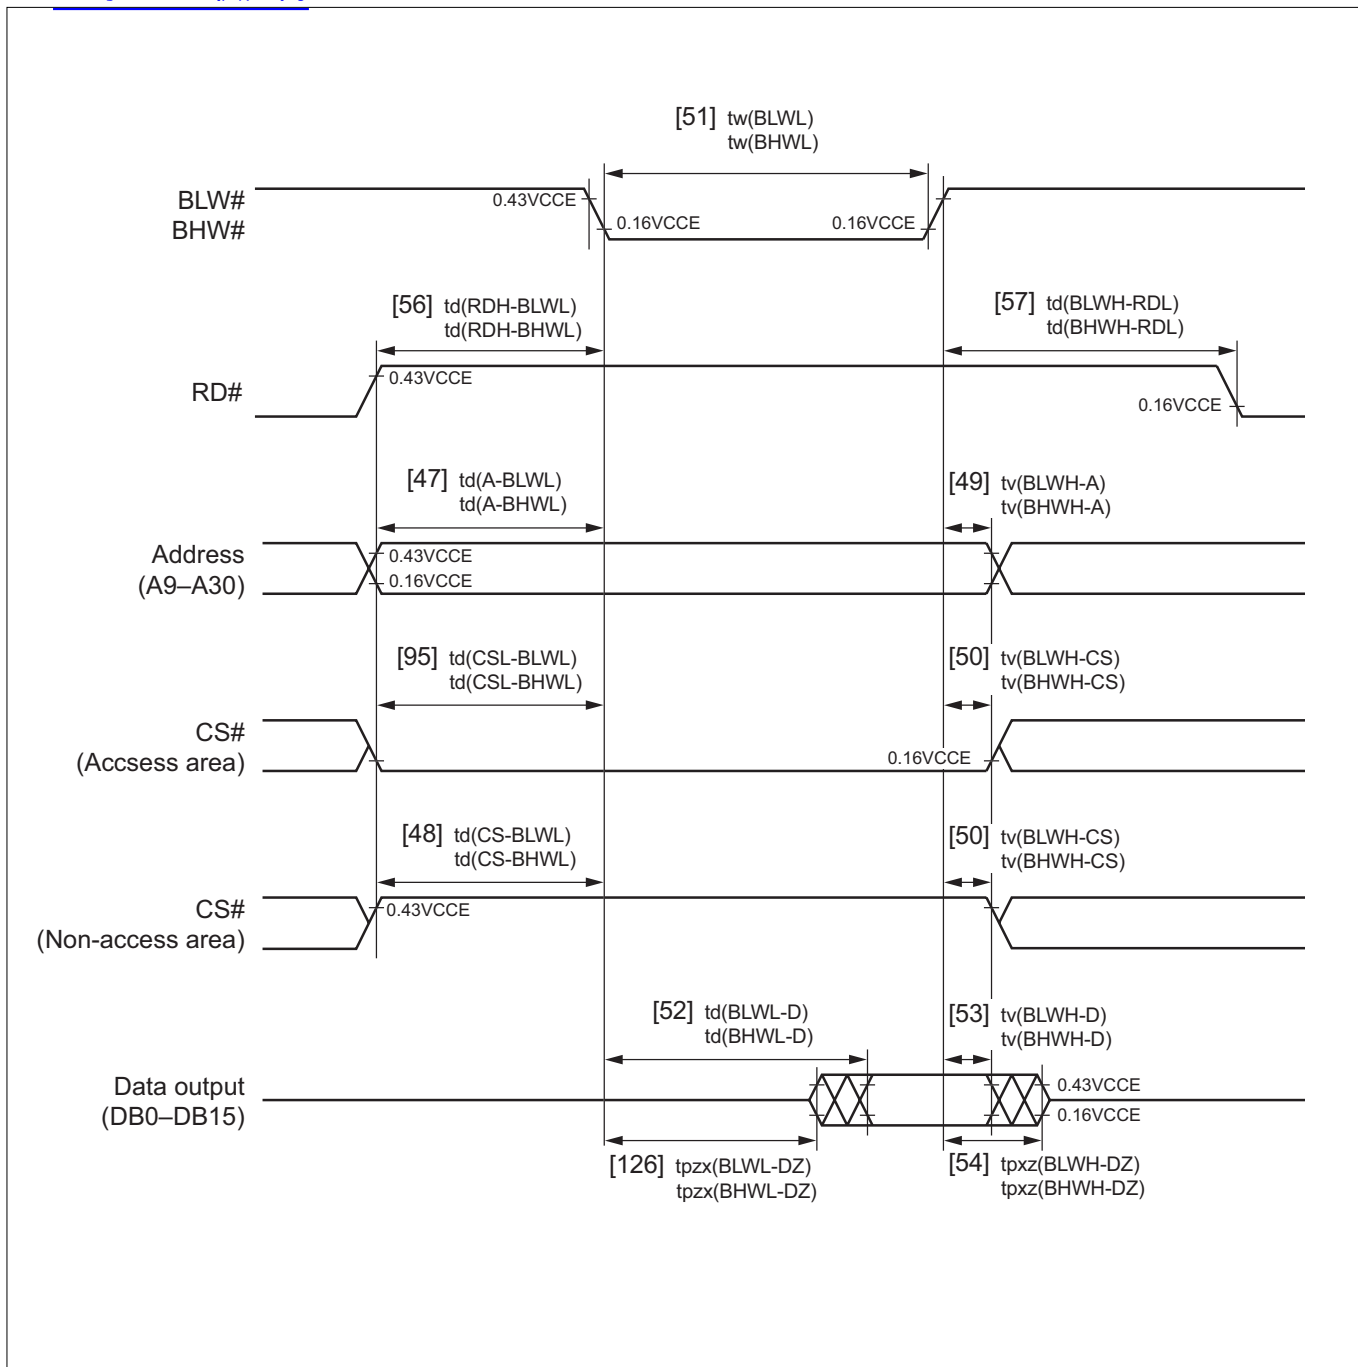 [51] tw(BLWL)
tw(BHWL)
BLW#
BHW#
0.43VCCE
0.16VCCE
0.16VCCE
[56] td(RDH-BLWL)
td(RDH-BHWL)
[57] td(BLWH-RDL)
td(BHWH-RDL)
RD#
0.43VCCE
0.16VCCE
[47] td(A-BLWL)
td(A-BHWL)
[49] tv(BLWH-A)
tv(BHWH-A)
Address
(A9–A30)
0.43VCCE
0.16VCCE
[95] td(CSL-BLWL)
td(CSL-BHWL)
[50] tv(BLWH-CS)
tv(BHWH-CS)
CS#
(Accsess area)
0.16VCCE
[48] td(CS-BLWL)
td(CS-BHWL)
[50] tv(BLWH-CS)
tv(BHWH-CS)
CS#
(Non-access area)
0.43VCCE
[52] td(BLWL-D)
td(BHWL-D)
[53] tv(BLWH-D)
tv(BHWH-D)
Data output
(DB0–DB15)
0.43VCCE
0.16VCCE
[126] tpzx(BLWL-DZ)
tpzx(BHWL-DZ)
[54] tpxz(BLWH-DZ)
tpxz(BHWH-DZ)